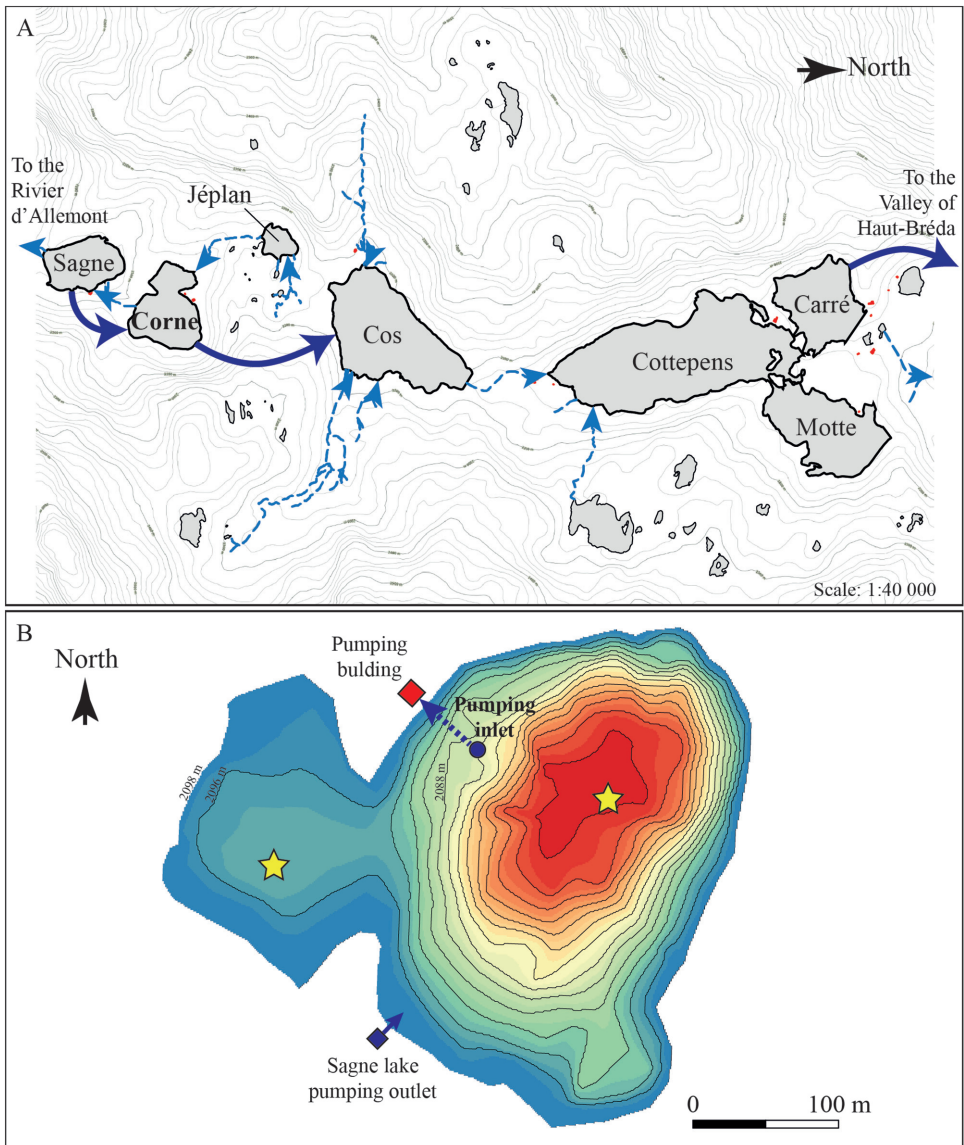 A
North
To the
Rivier
d'Allemont
Jéplan
To the
Valley of
Haut-Bréda
Sagne
Corne
Cos
Cottepens
Carré
Motte
Scale: 1:40 000
B
North
Pumping
bulding
Pumping
inlet
2098 m
2096 m
2088 m
Sagne lake
pumping outlet
0 100 m